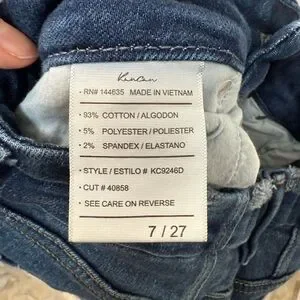 KanCan
• RN# 144635 MADE IN VIETNAM
• 93% COTTON / ALGODON
• 5% POLYESTER / POLIESTER
• 2% SPANDEX / ELASTANO
• STYLE / ESTILO # KC9246D
• CUT # 40858
• SEE CARE ON REVERSE
7 / 27